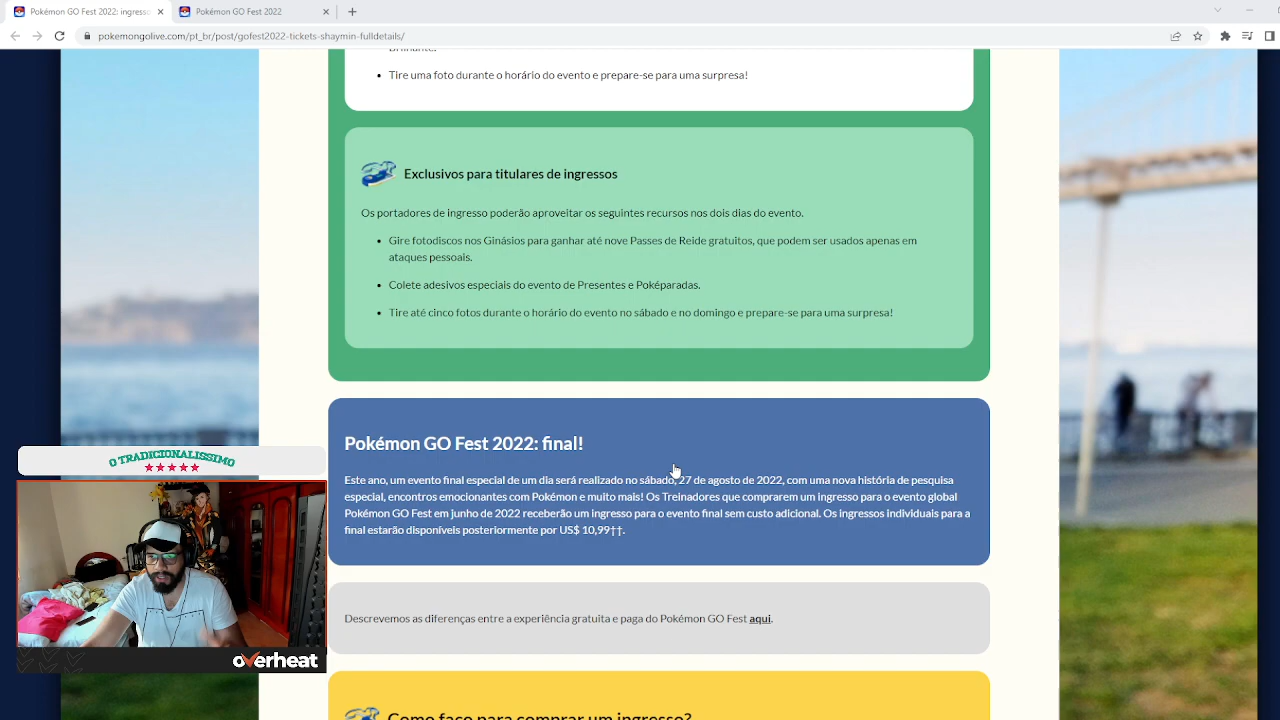 Pokémon GO Fest 2022: ingresso
Pokémon GO Fest 2022
pokemongolive.com/pt_br/post/gofest2022-tickets-shaymin-fulldetails/
Brilhante.
• Tire uma foto durante o horário do evento e prepare-se para uma surpresa!
Exclusivos para titulares de ingressos
Os portadores de ingresso poderão aproveitar os seguintes recursos nos dois dias do evento.
• Gire fotodiscos nos Ginásios para ganhar até nove Passes de Reide gratuitos, que podem ser usados apenas em
ataques pessoais.
• Colete adesivos especiais do evento de Presentes e Poképaradas.
• Tire até cinco fotos durante o horário do evento no sábado e no domingo e prepare-se para uma surpresa!
Pokémon GO Fest 2022: final!
Este ano, um evento final especial de um dia será realizado no sábado, 27 de agosto de 2022, com uma nova história de pesquisa
especial, encontros emocionantes com Pokémon e muito mais! Os Treinadores que comprarem um ingresso para o evento global
Pokémon GO Fest em junho de 2022 receberão um ingresso para o evento final sem custo adicional. Os ingressos individuais para a
final estarão disponíveis posteriormente por US$ 10,99††.
O TRADICIONALISSIMO
overheat
Descrevemos as diferenças entre a experiência gratuita e paga do Pokémon GO Fest aqui.
Como faço para comprar um ingresso?